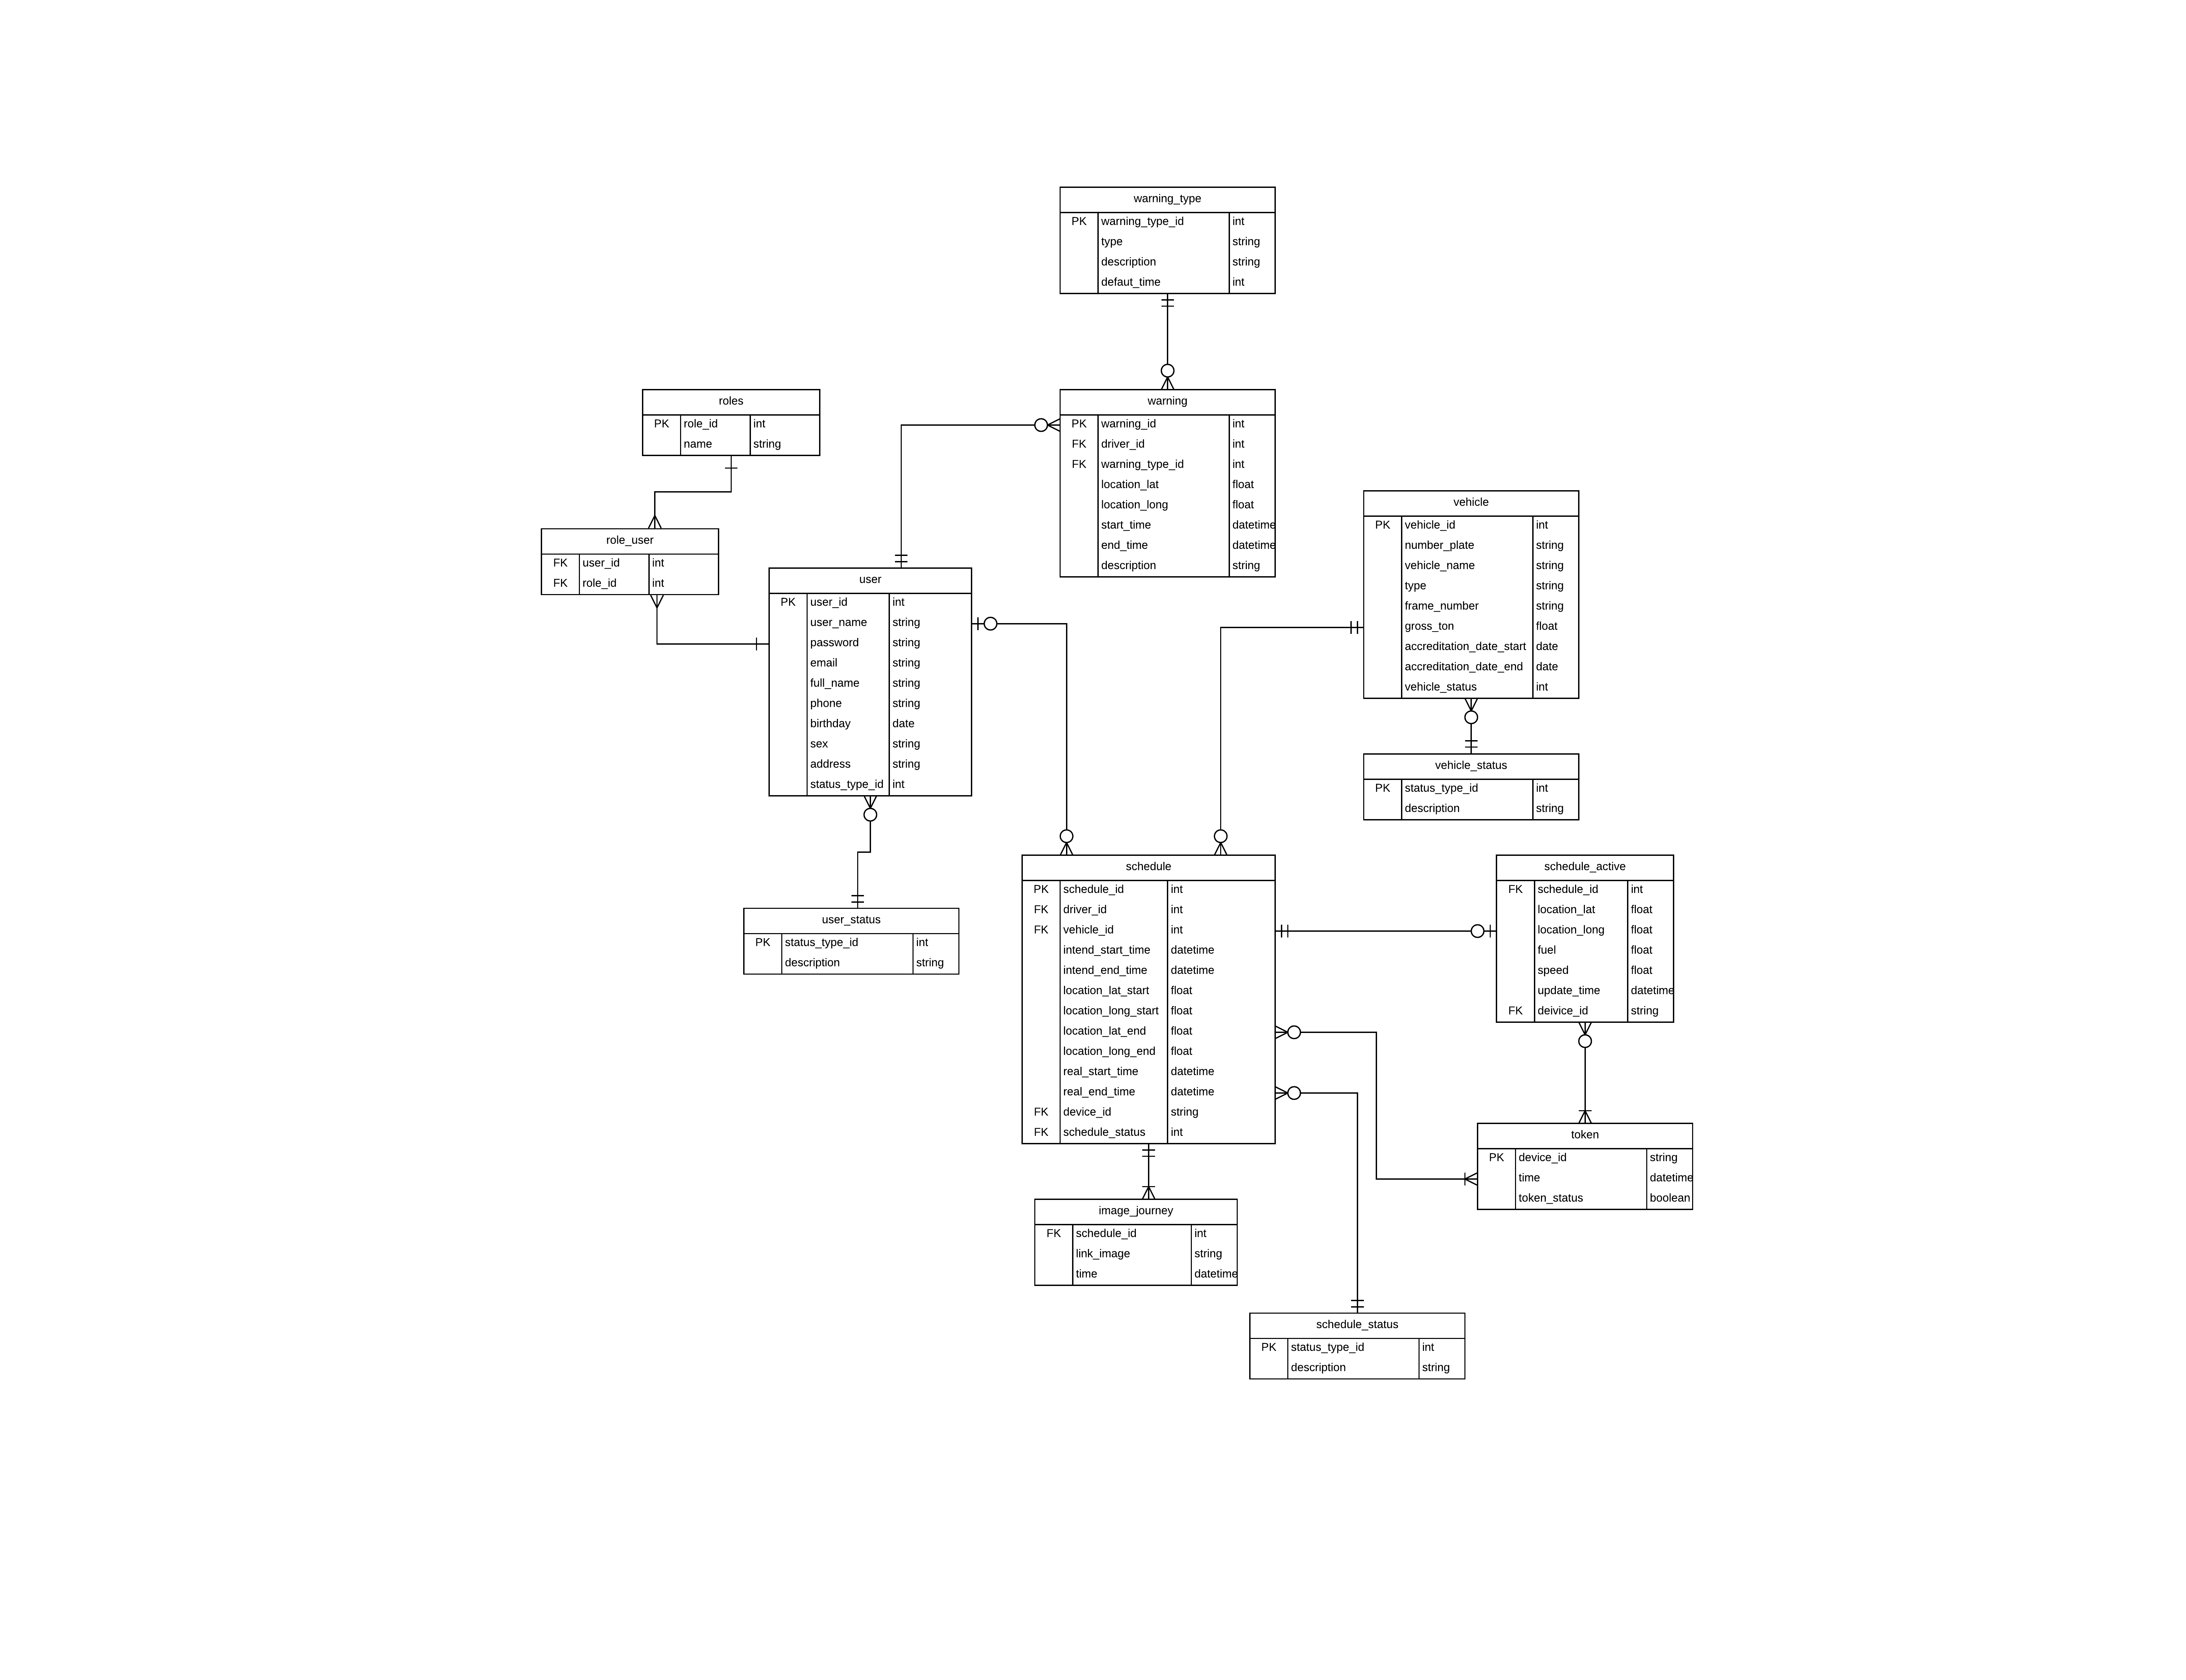 warning_type
PK warning_type_id int
type string
description string
defaut_time int
roles
PK role_id int
name string
warning
PK warning_id int
FK driver_id int
FK warning_type_id int
location_lat float
location_long float
start_time datetime
end_time datetime
description string
vehicle
PK vehicle_id int
number_plate string
vehicle_name string
type string
frame_number string
gross_ton float
accreditation_date_start date
accreditation_date_end date
vehicle_status int
role_user
FK user_id int
FK role_id int
user
PK user_id int
user_name string
password string
email string
full_name string
phone string
birthday date
sex string
address string
status_type_id int
vehicle_status
PK status_type_id int
description string
user_status
PK status_type_id int
description string
schedule
PK schedule_id int
FK driver_id int
FK vehicle_id int
intend_start_time datetime
intend_end_time datetime
location_lat_start float
location_long_start float
location_lat_end float
location_long_end float
real_start_time datetime
real_end_time datetime
FK device_id string
FK schedule_status int
schedule_active
FK schedule_id int
location_lat float
location_long float
fuel float
speed float
update_time datetime
FK deivice_id string
token
PK device_id string
time datetime
token_status boolean
image_journey
FK schedule_id int
link_image string
time datetime
schedule_status
PK status_type_id int
description string